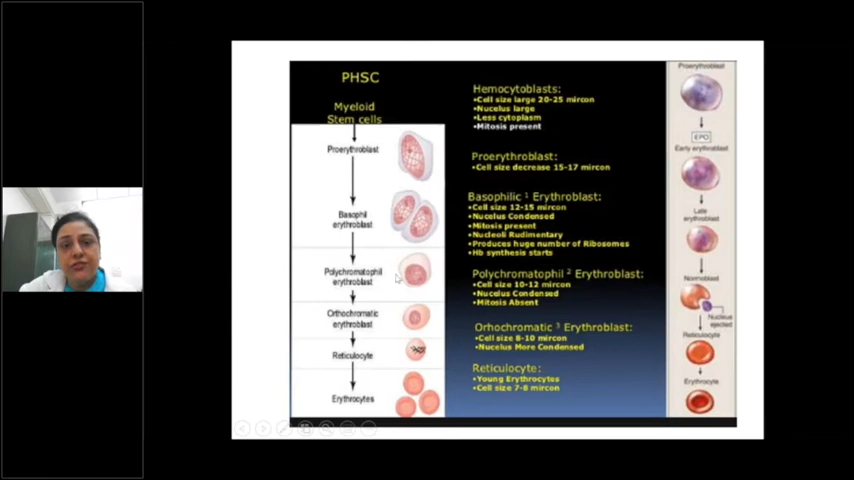 PHSC
Myeloid
Stem cells
Proerythroblast
Basophil
erythroblast
Polychromatophil
erythroblast
Orthochromatic
erythroblast
Reticulocyte
Erythrocytes
Hemocytoblasts:
•Cell size large 20-25 mircon
•Nucelus large
•Less cytoplasm
•Mitosis present
Proerythroblast:
•Cell size decrease 15-17 mircon
Basophilic 1 Erythroblast:
•Cell size 12-15 mircon
•Nucelus Condensed
•Mitosis present
•Nucleoli Rudimentary
•Produces huge number of Ribosomes
•Hb synthesis starts
Polychromatophil 2 Erythroblast:
•Cell size 10-12 mircon
•Nucelus Condensed
•Mitosis Absent
Orhochromatic 3 Erythroblast:
•Cell size 8-10 mircon
•Nucelus More Condensed
Reticulocyte:
•Young Erythrocytes
•Cell size 7-8 mircon
Proerythroblast
EPO
Early erythroblast
Late
erythroblast
Normoblast
Nucleus
ejected
Reticulocyte
Erythrocyte